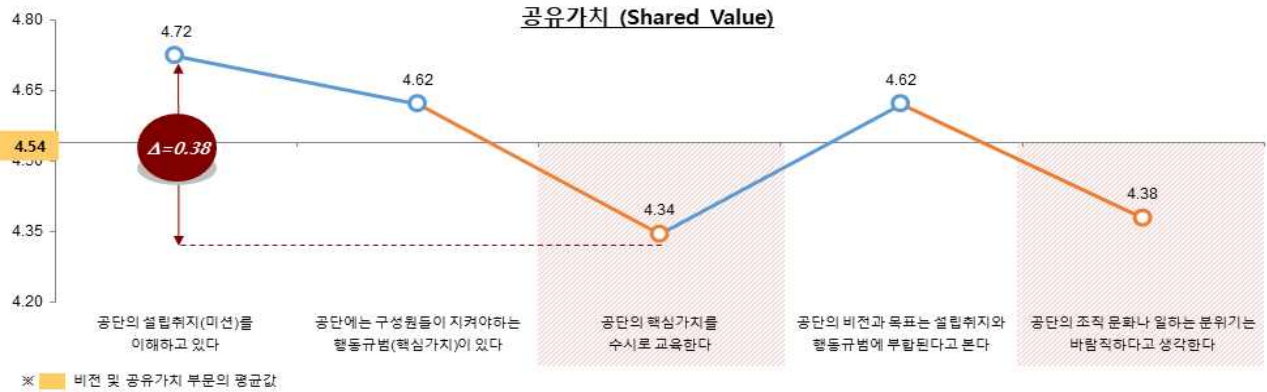 공유가치 (Shared Value)
4.80
4.72
4.65
4.62
4.62
4.54
4.50
Δ=0.38
4.34
4.38
4.35
4.20
공단의 설립취지(미션)를
이해하고 있다
공단에는 구성원들이 지켜야하는
행동규범(핵심가치)이 있다
공단의 핵심가치를
수시로 교육한다
공단의 비전과 목표는 설립취지와
행동규범에 부합된다고 본다
공단의 조직 문화나 일하는 분위기는
바람직하다고 생각한다
※ 비전 및 공유가치 부문의 평균값